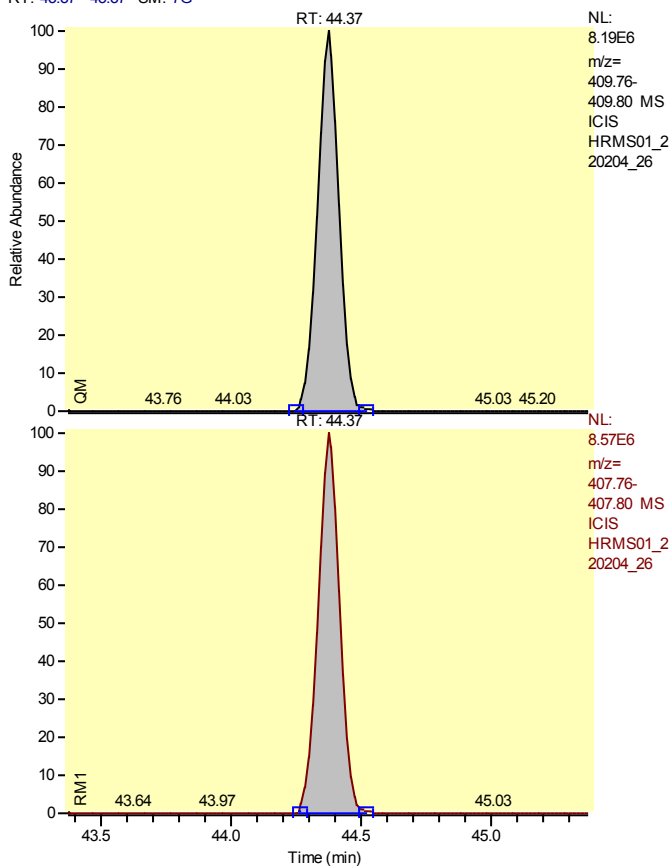 RT: 44.37
NL:
8.19E6
m/z=
409.76-
409.80 MS
ICIS
HRMS01_2
20204_26
100
90
80
70
60
50
40
30
20
10
0
Relative Abundance
QM
43.76 44.03 45.03 45.20
RT: 44.37
NL:
8.57E6
m/z=
407.76-
407.80 MS
ICIS
HRMS01_2
20204_26
100
90
80
70
60
50
40
30
20
10
0
RM1
43.64 43.97 45.03
43.5 44.0 44.5 45.0
Time (min)